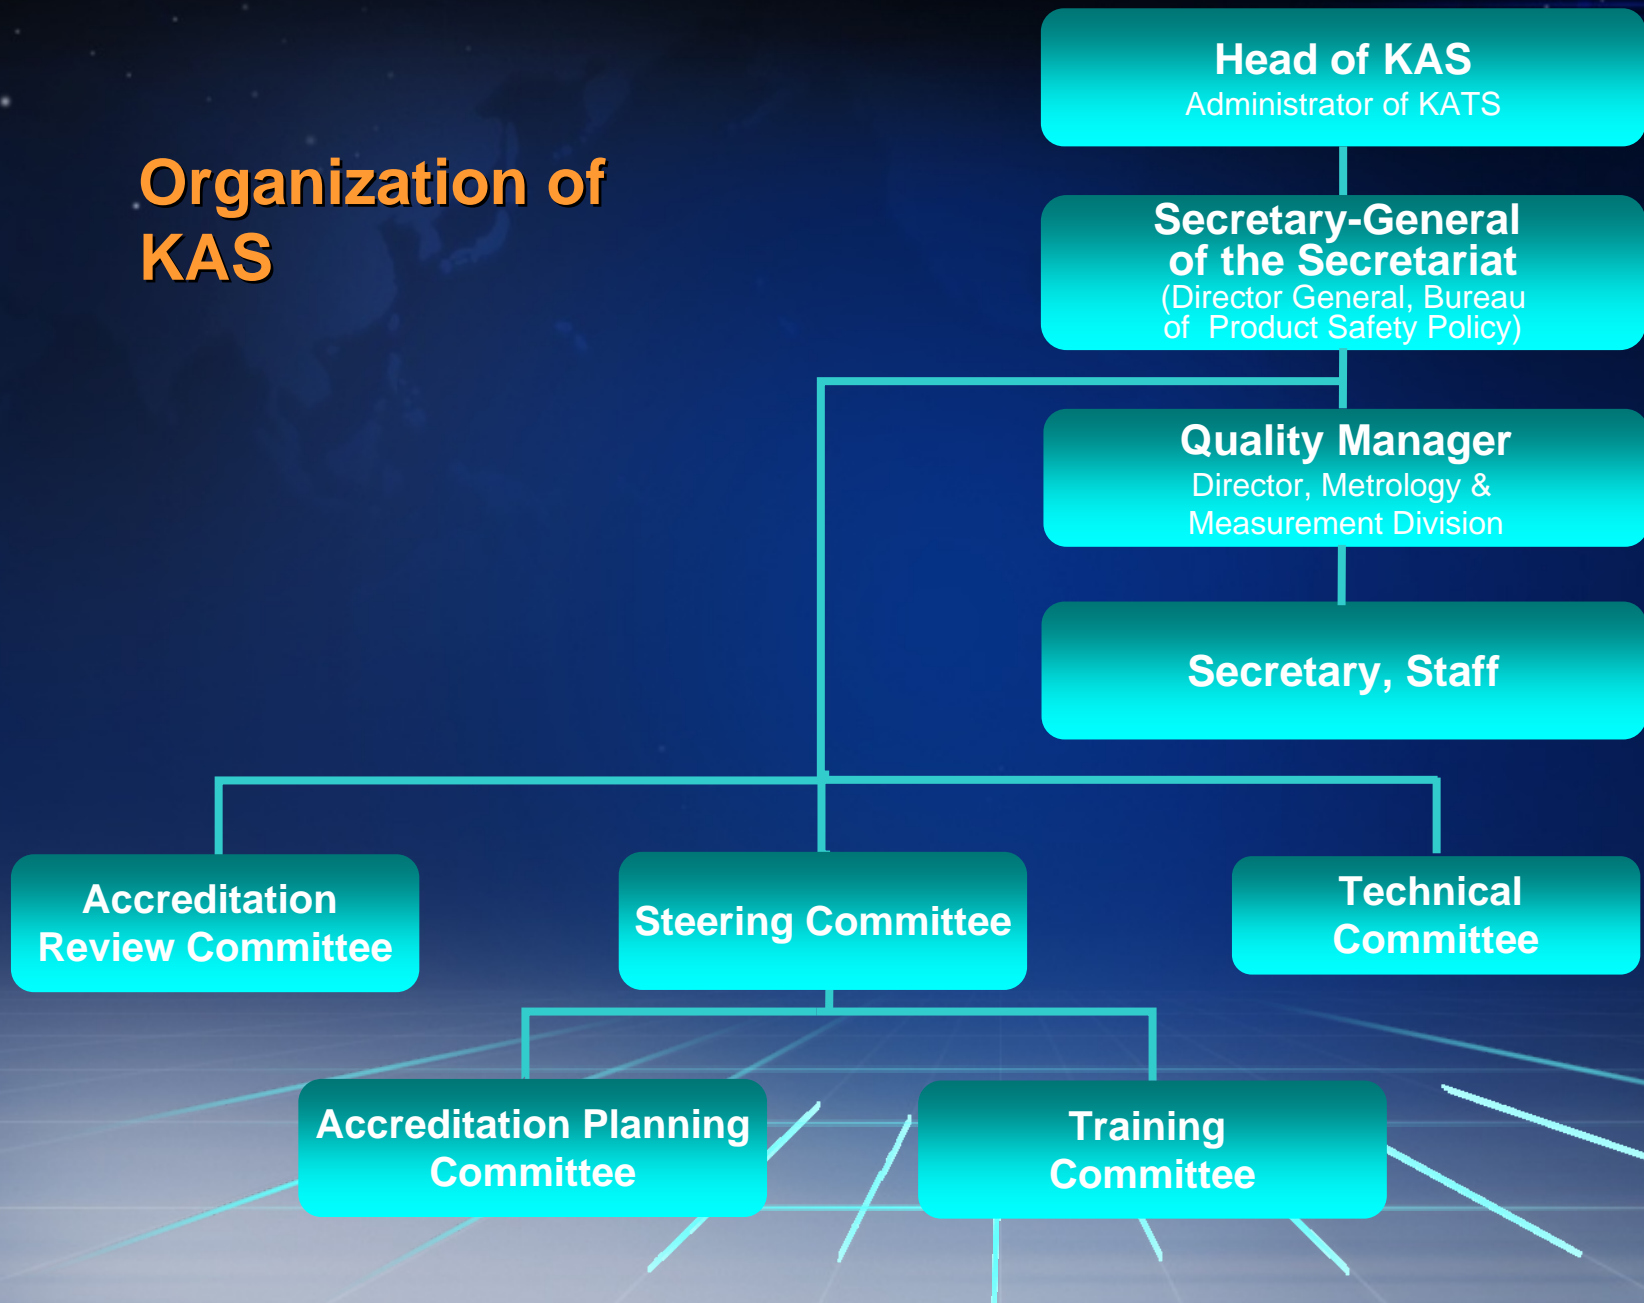 Organization of
KAS
Head of KAS
Administrator of KATS
Secretary-General
of the Secretariat
(Director General, Bureau
of Product Safety Policy)
Quality Manager
Director, Metrology &
Measurement Division
Secretary, Staff
Accreditation
Review Committee
Steering Committee
Technical
Committee
Accreditation Planning
Committee
Training
Committee